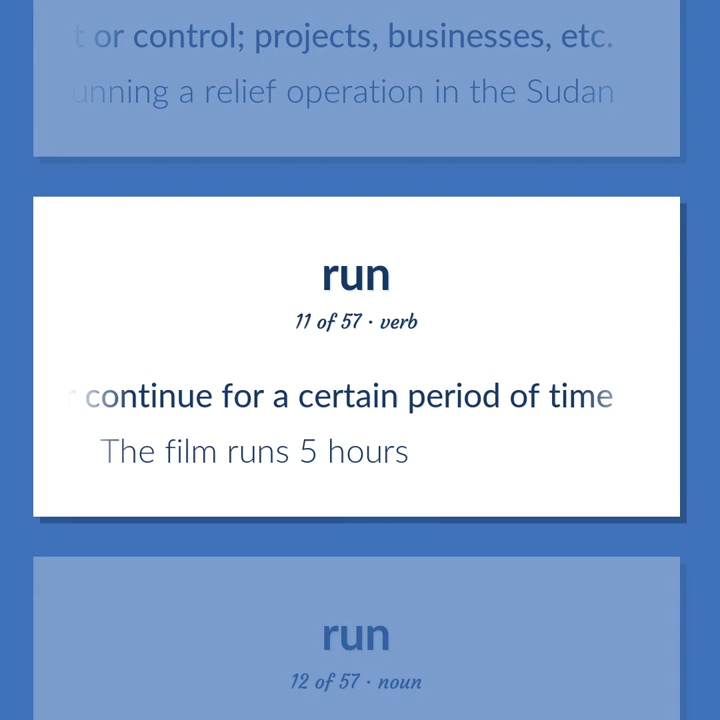 or control; projects, businesses, etc.
a relief operation in the Sudan
run
11 of 57 · verb
continue for a certain period of time
The film runs 5 hours
run
12 of 57 · noun